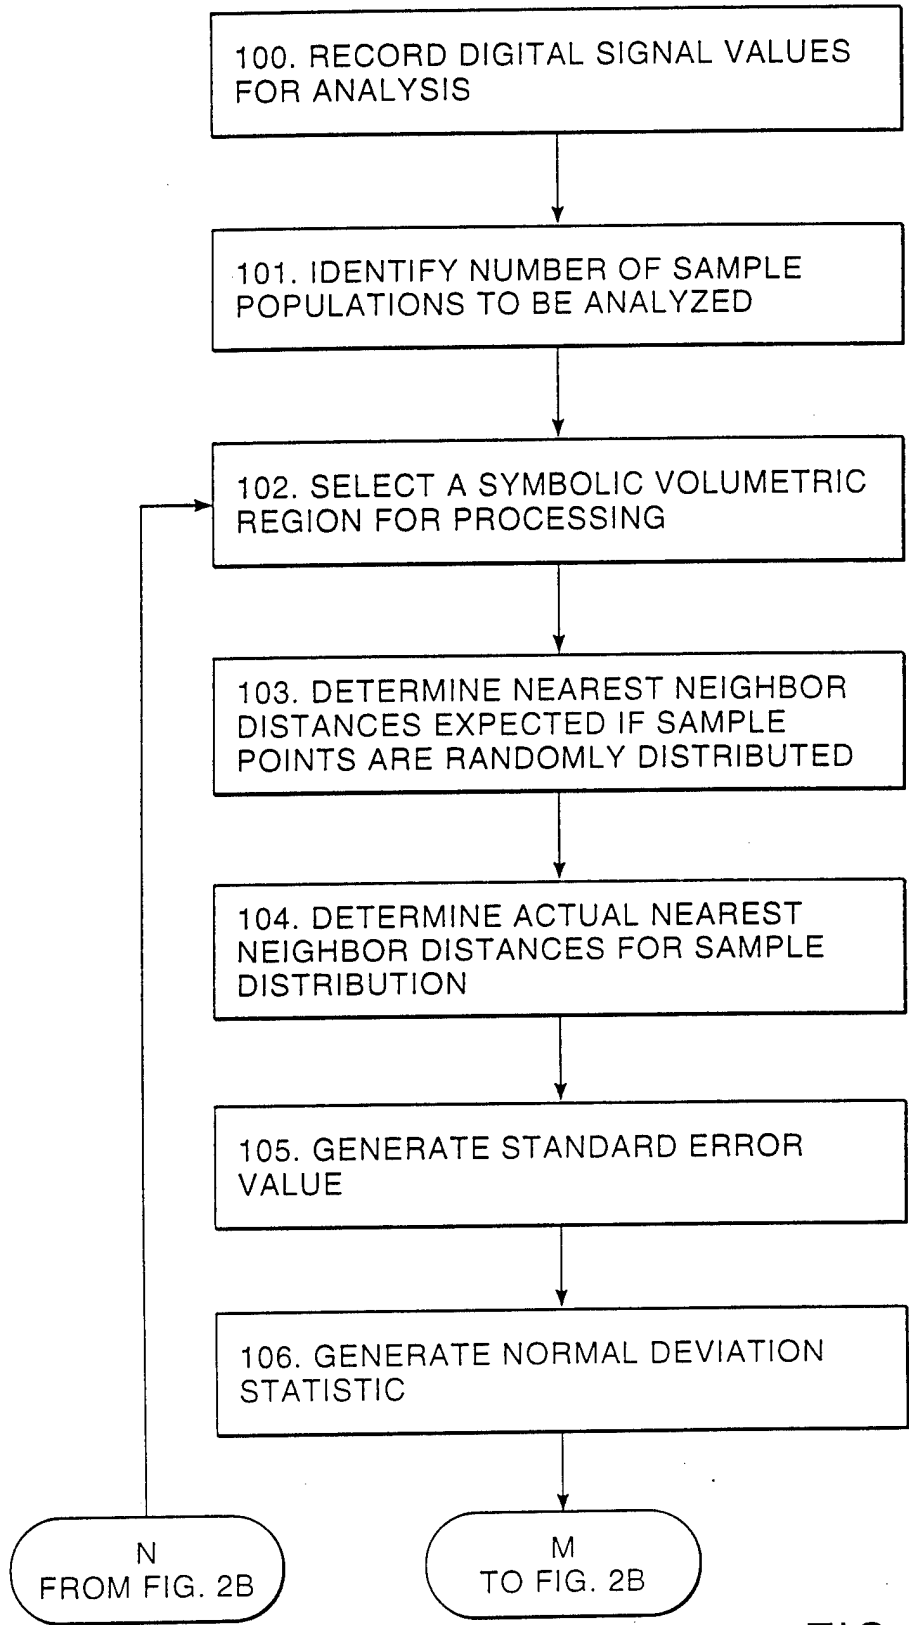 100. RECORD DIGITAL SIGNAL VALUES
FOR ANALYSIS
101. IDENTIFY NUMBER OF SAMPLE
POPULATIONS TO BE ANALYZED
102. SELECT A SYMBOLIC VOLUMETRIC
REGION FOR PROCESSING
103. DETERMINE NEAREST NEIGHBOR
DISTANCES EXPECTED IF SAMPLE
POINTS ARE RANDOMLY DISTRIBUTED
104. DETERMINE ACTUAL NEAREST
NEIGHBOR DISTANCES FOR SAMPLE
DISTRIBUTION
105. GENERATE STANDARD ERROR
VALUE
106. GENERATE NORMAL DEVIATION
STATISTIC
N
FROM FIG. 2B
M
TO FIG. 2B